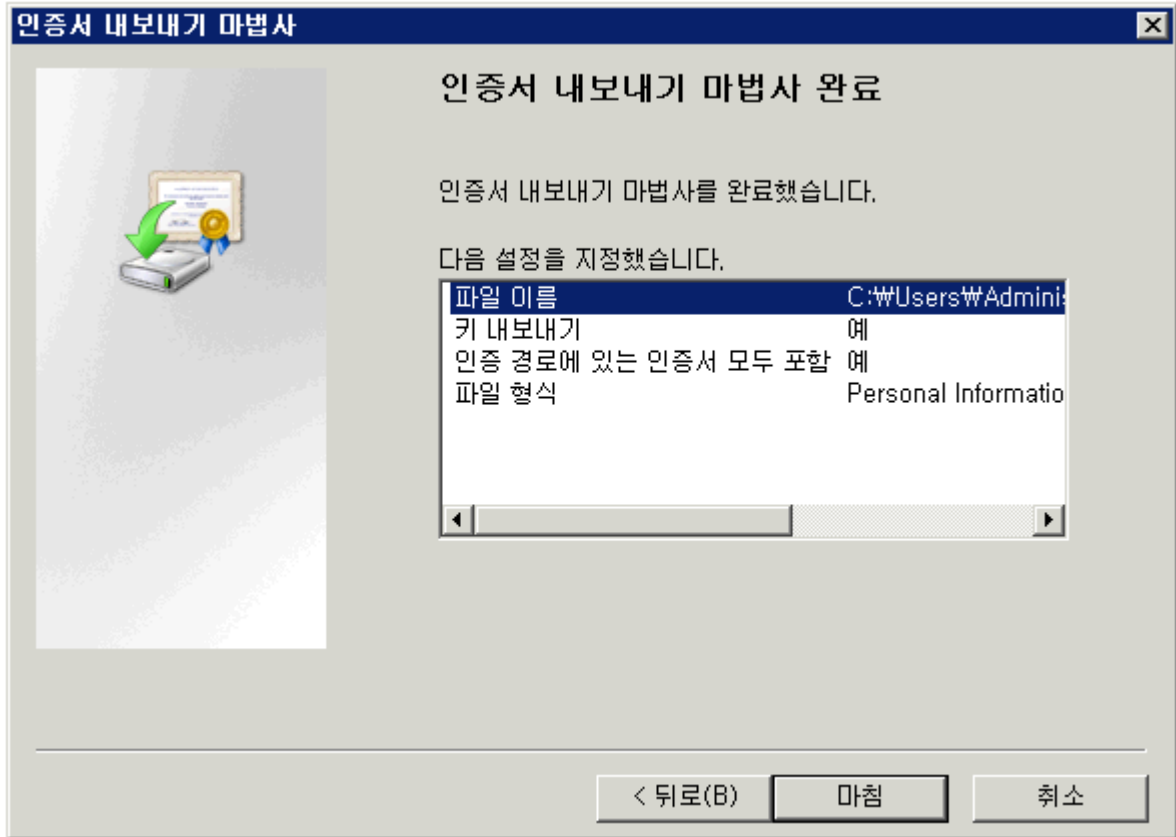 인증서 내보내기 마법사
인증서 내보내기 마법사 완료
인증서 내보내기 마법사를 완료했습니다.
다음 설정을 지정했습니다.
파일 이름 C:₩Users₩Adminis
키 내보내기 예
인증 경로에 있는 인증서 모두 포함 예
파일 형식 Personal Informatio
< 뒤로(B) 마침 취소